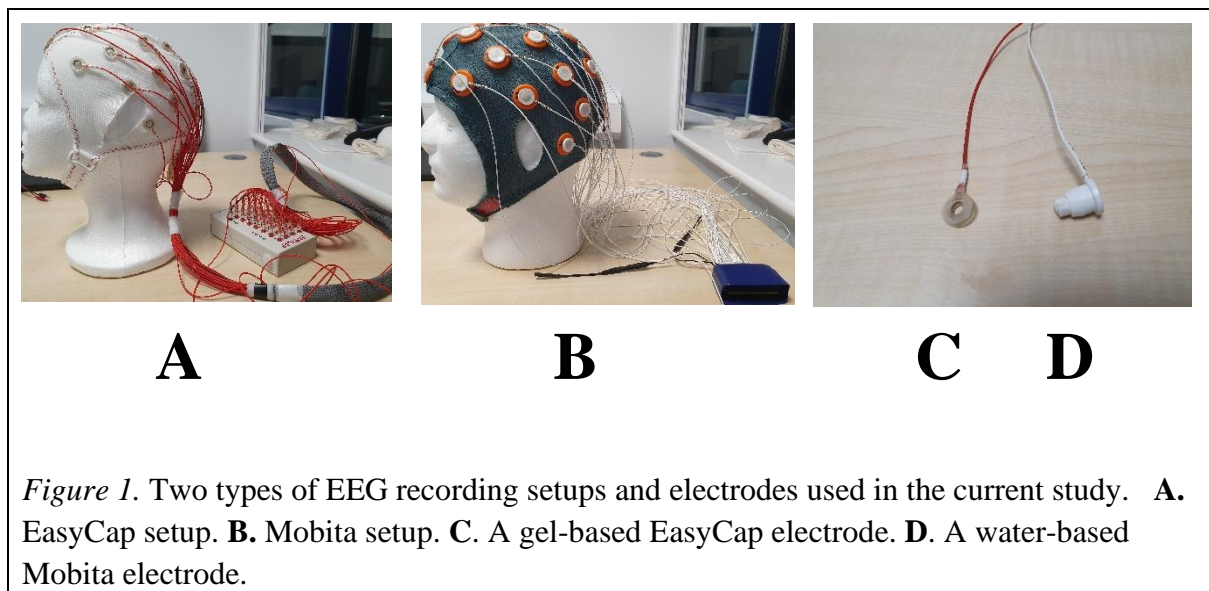 A
B
C D
Figure 1. Two types of EEG recording setups and electrodes used in the current study. A.
EasyCap setup. B. Mobita setup. C. A gel-based EasyCap electrode. D. A water-based
Mobita electrode.